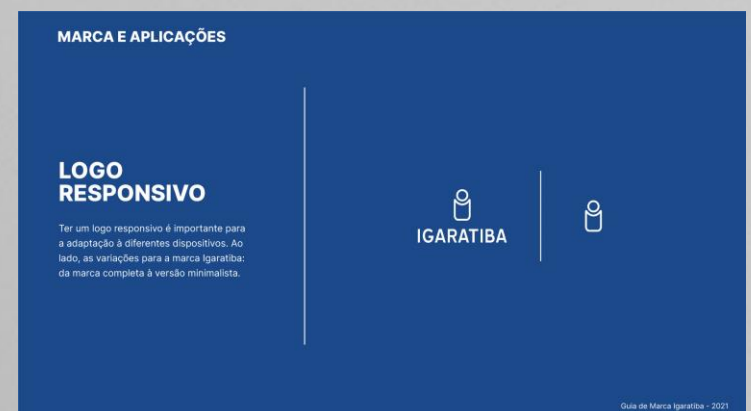 MARCA E APLICAÇÕES
LOGO
RESPONSIVO
Ter um logo responsivo é importante para
a adaptação à diferentes dispositivos. Ao
lado, as variações para a marca Igaratiba:
da marca completa à versão minimalista.
IGARATIBA
Guia de Marca Igaratiba - 2021